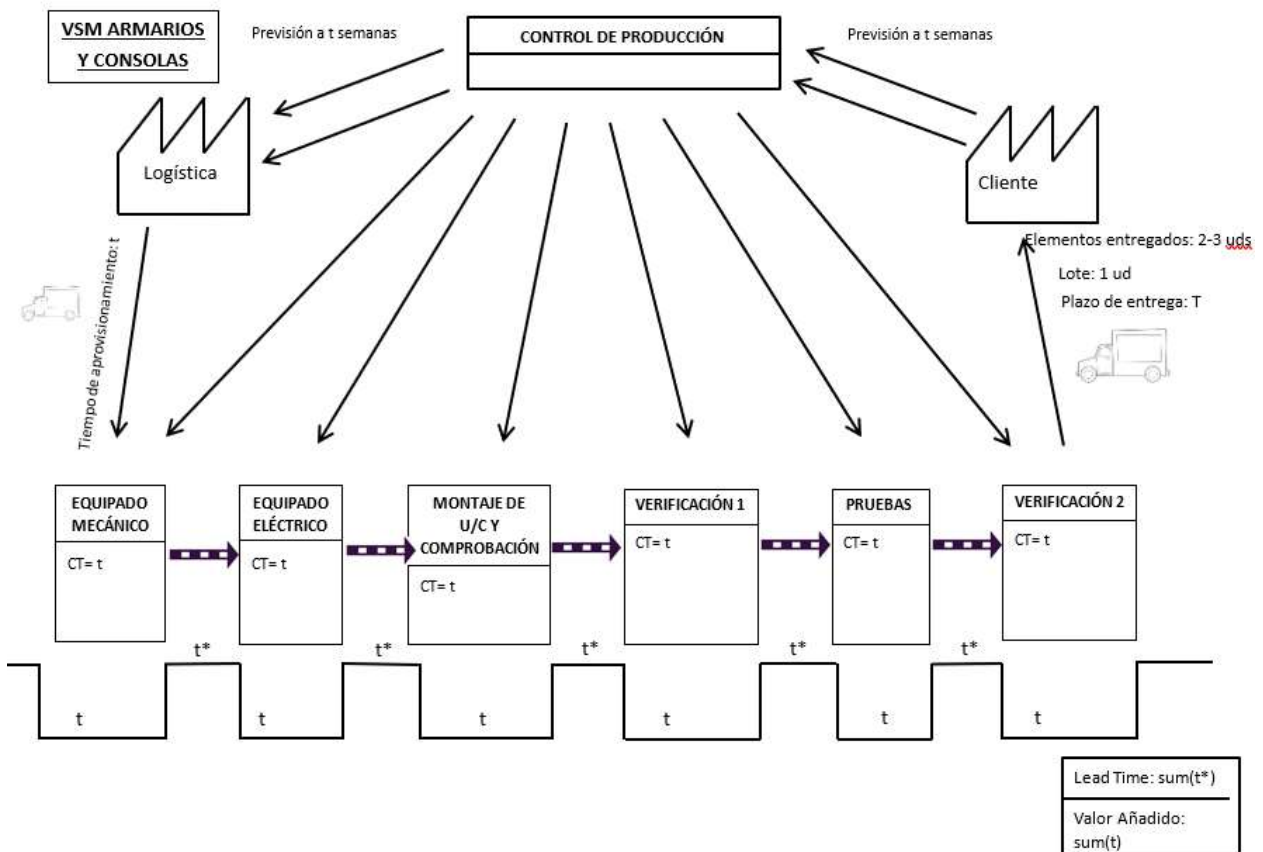 VSM ARMARIOS
Y CONSOLAS
Previsión a t semanas
CONTROL DE PRODUCCIÓN
Previsión a t semanas
Logística
Cliente
Elementos entregados: 2-3 uds
Lote: 1 ud
Plazo de entrega: T
Tiempo de aprovisionamiento: t
EQUIPADO
MECÁNICO
CT= t
EQUIPADO
ELÉCTRICO
CT= t
MONTAJE DE
U/C Y
COMPROBACIÓN
CT= t
VERIFICACIÓN 1
CT= t
PRUEBAS
CT= t
VERIFICACIÓN 2
CT= t
t*
t*
t*
t*
t*
t
t
t
t
t
t
Lead Time: sum(t*)
Valor Añadido:
sum(t)